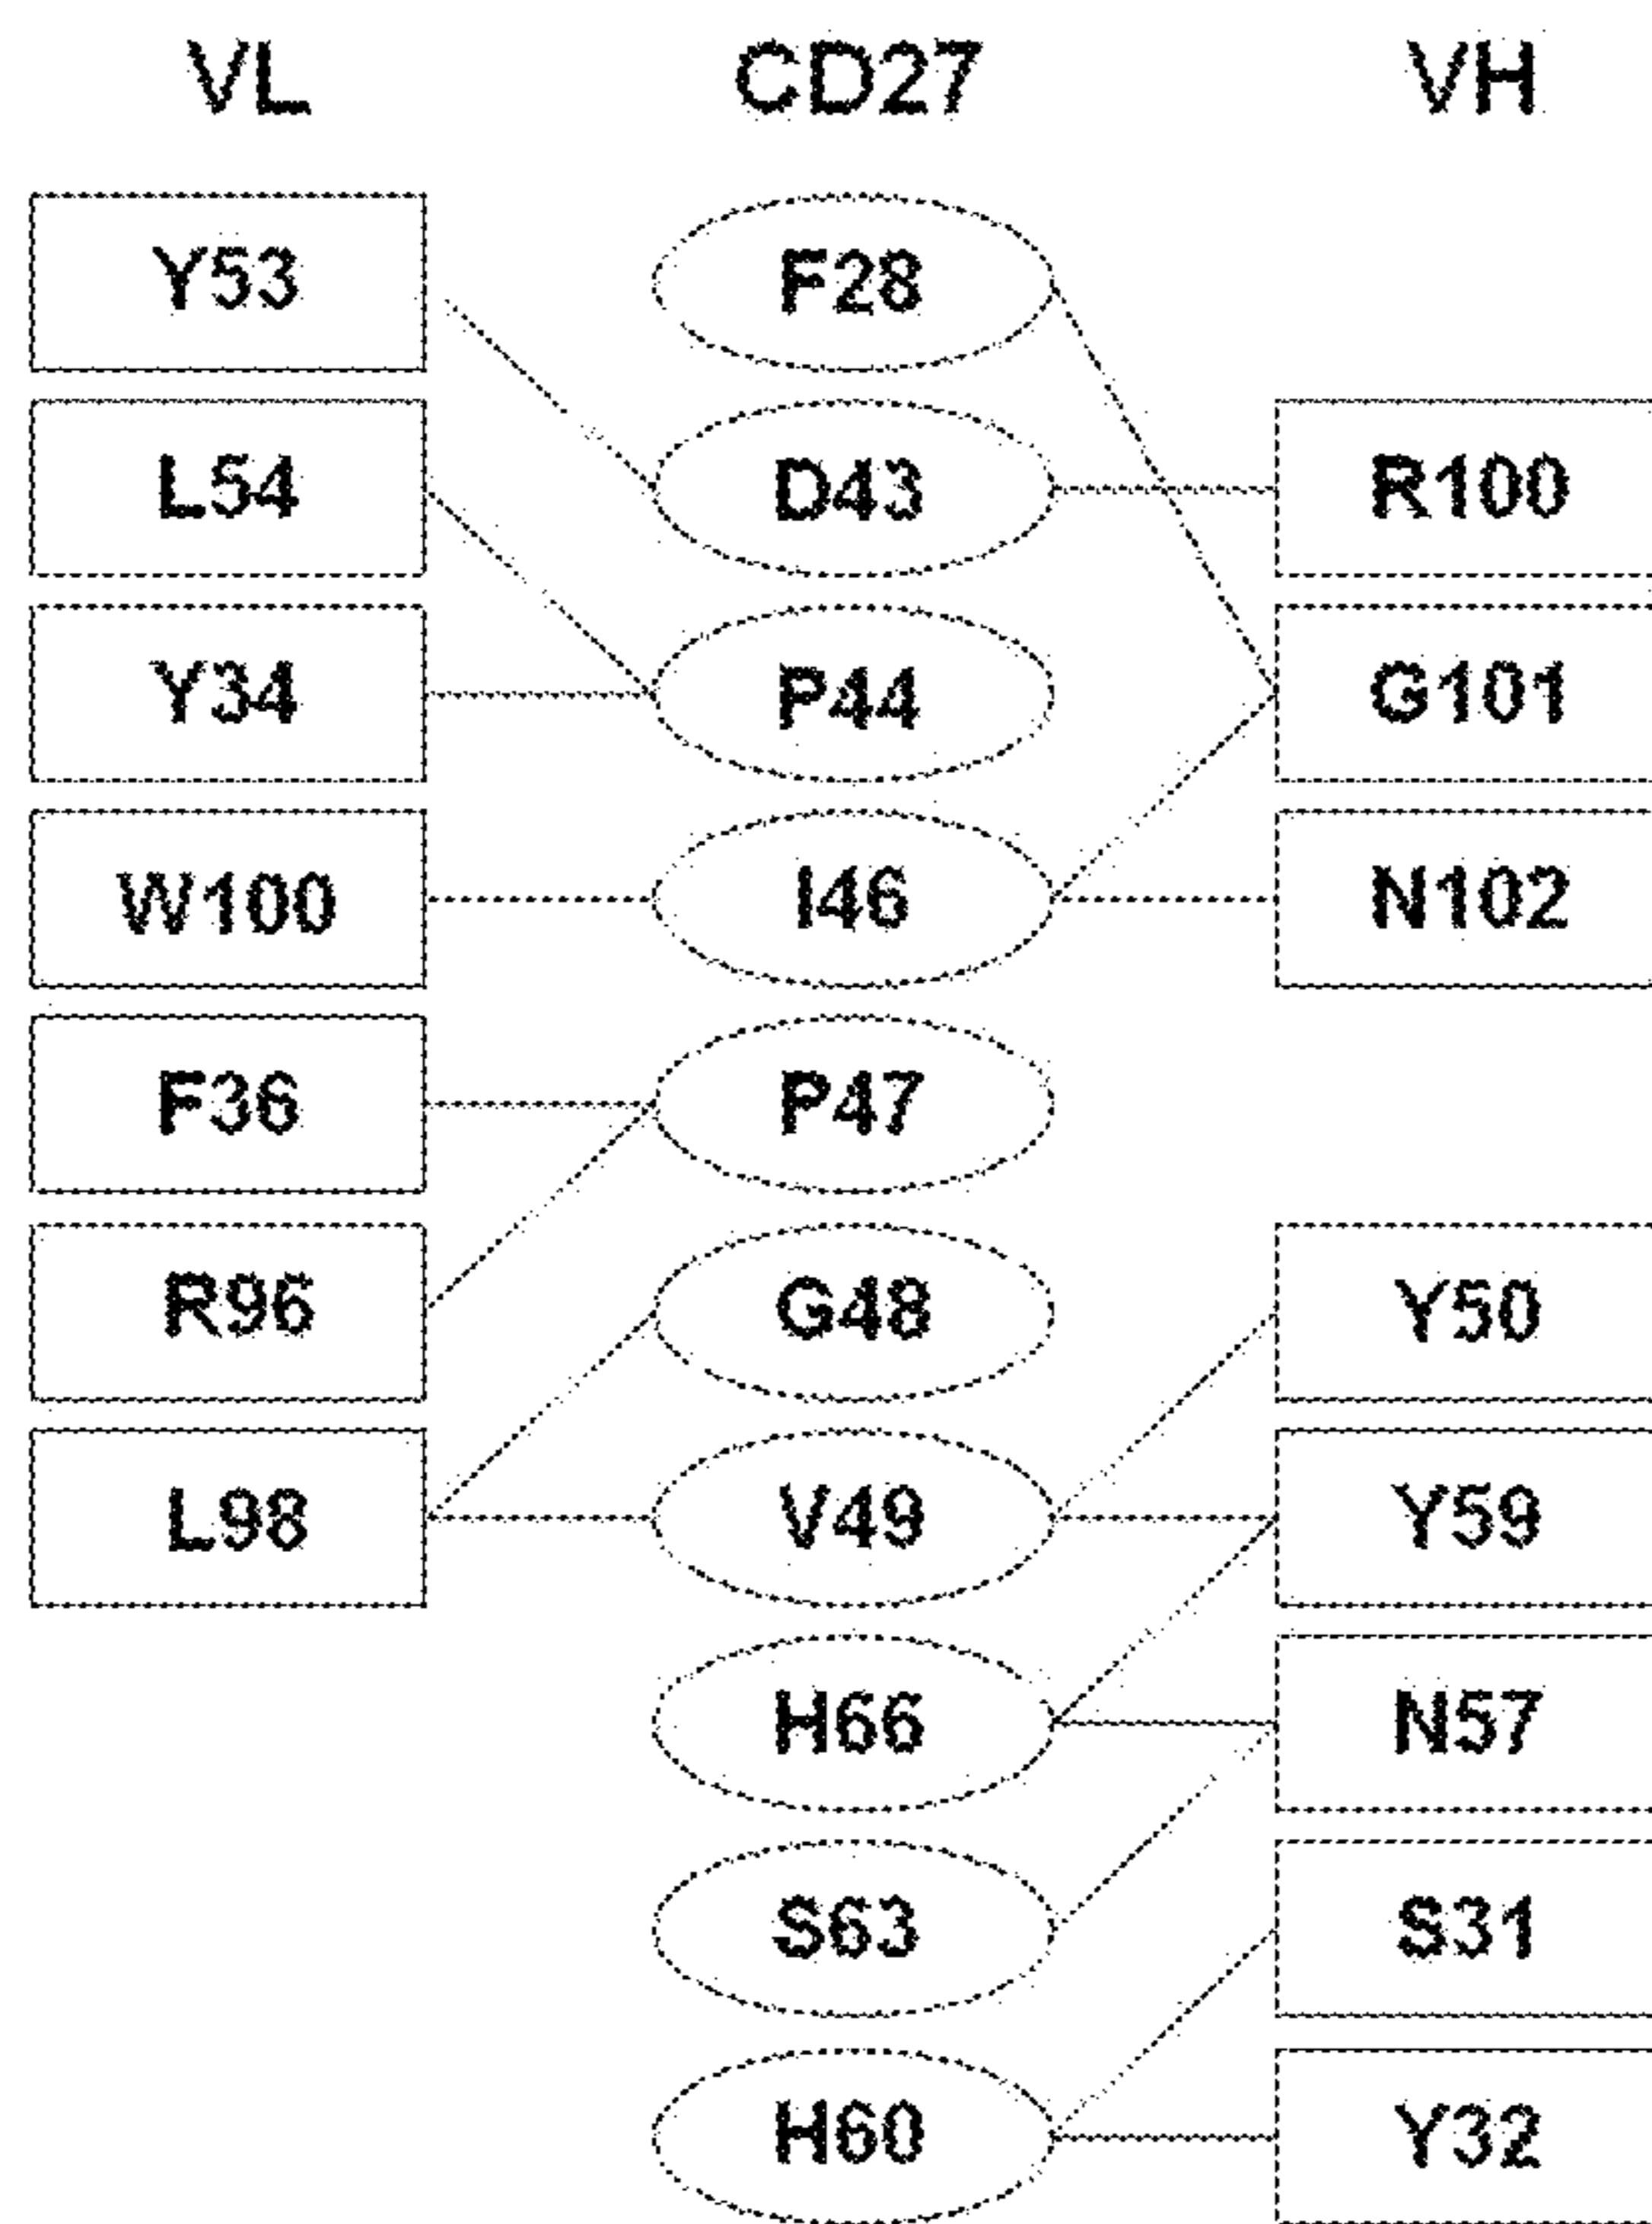 VL CD27 VH
Y53 F28
L54 D43 R100
Y34 P44 G101
W100 I46 N102
F36 P47
R96 G48 Y50
L98 V49 Y59
H66 N57
S63 S31
H60 Y32